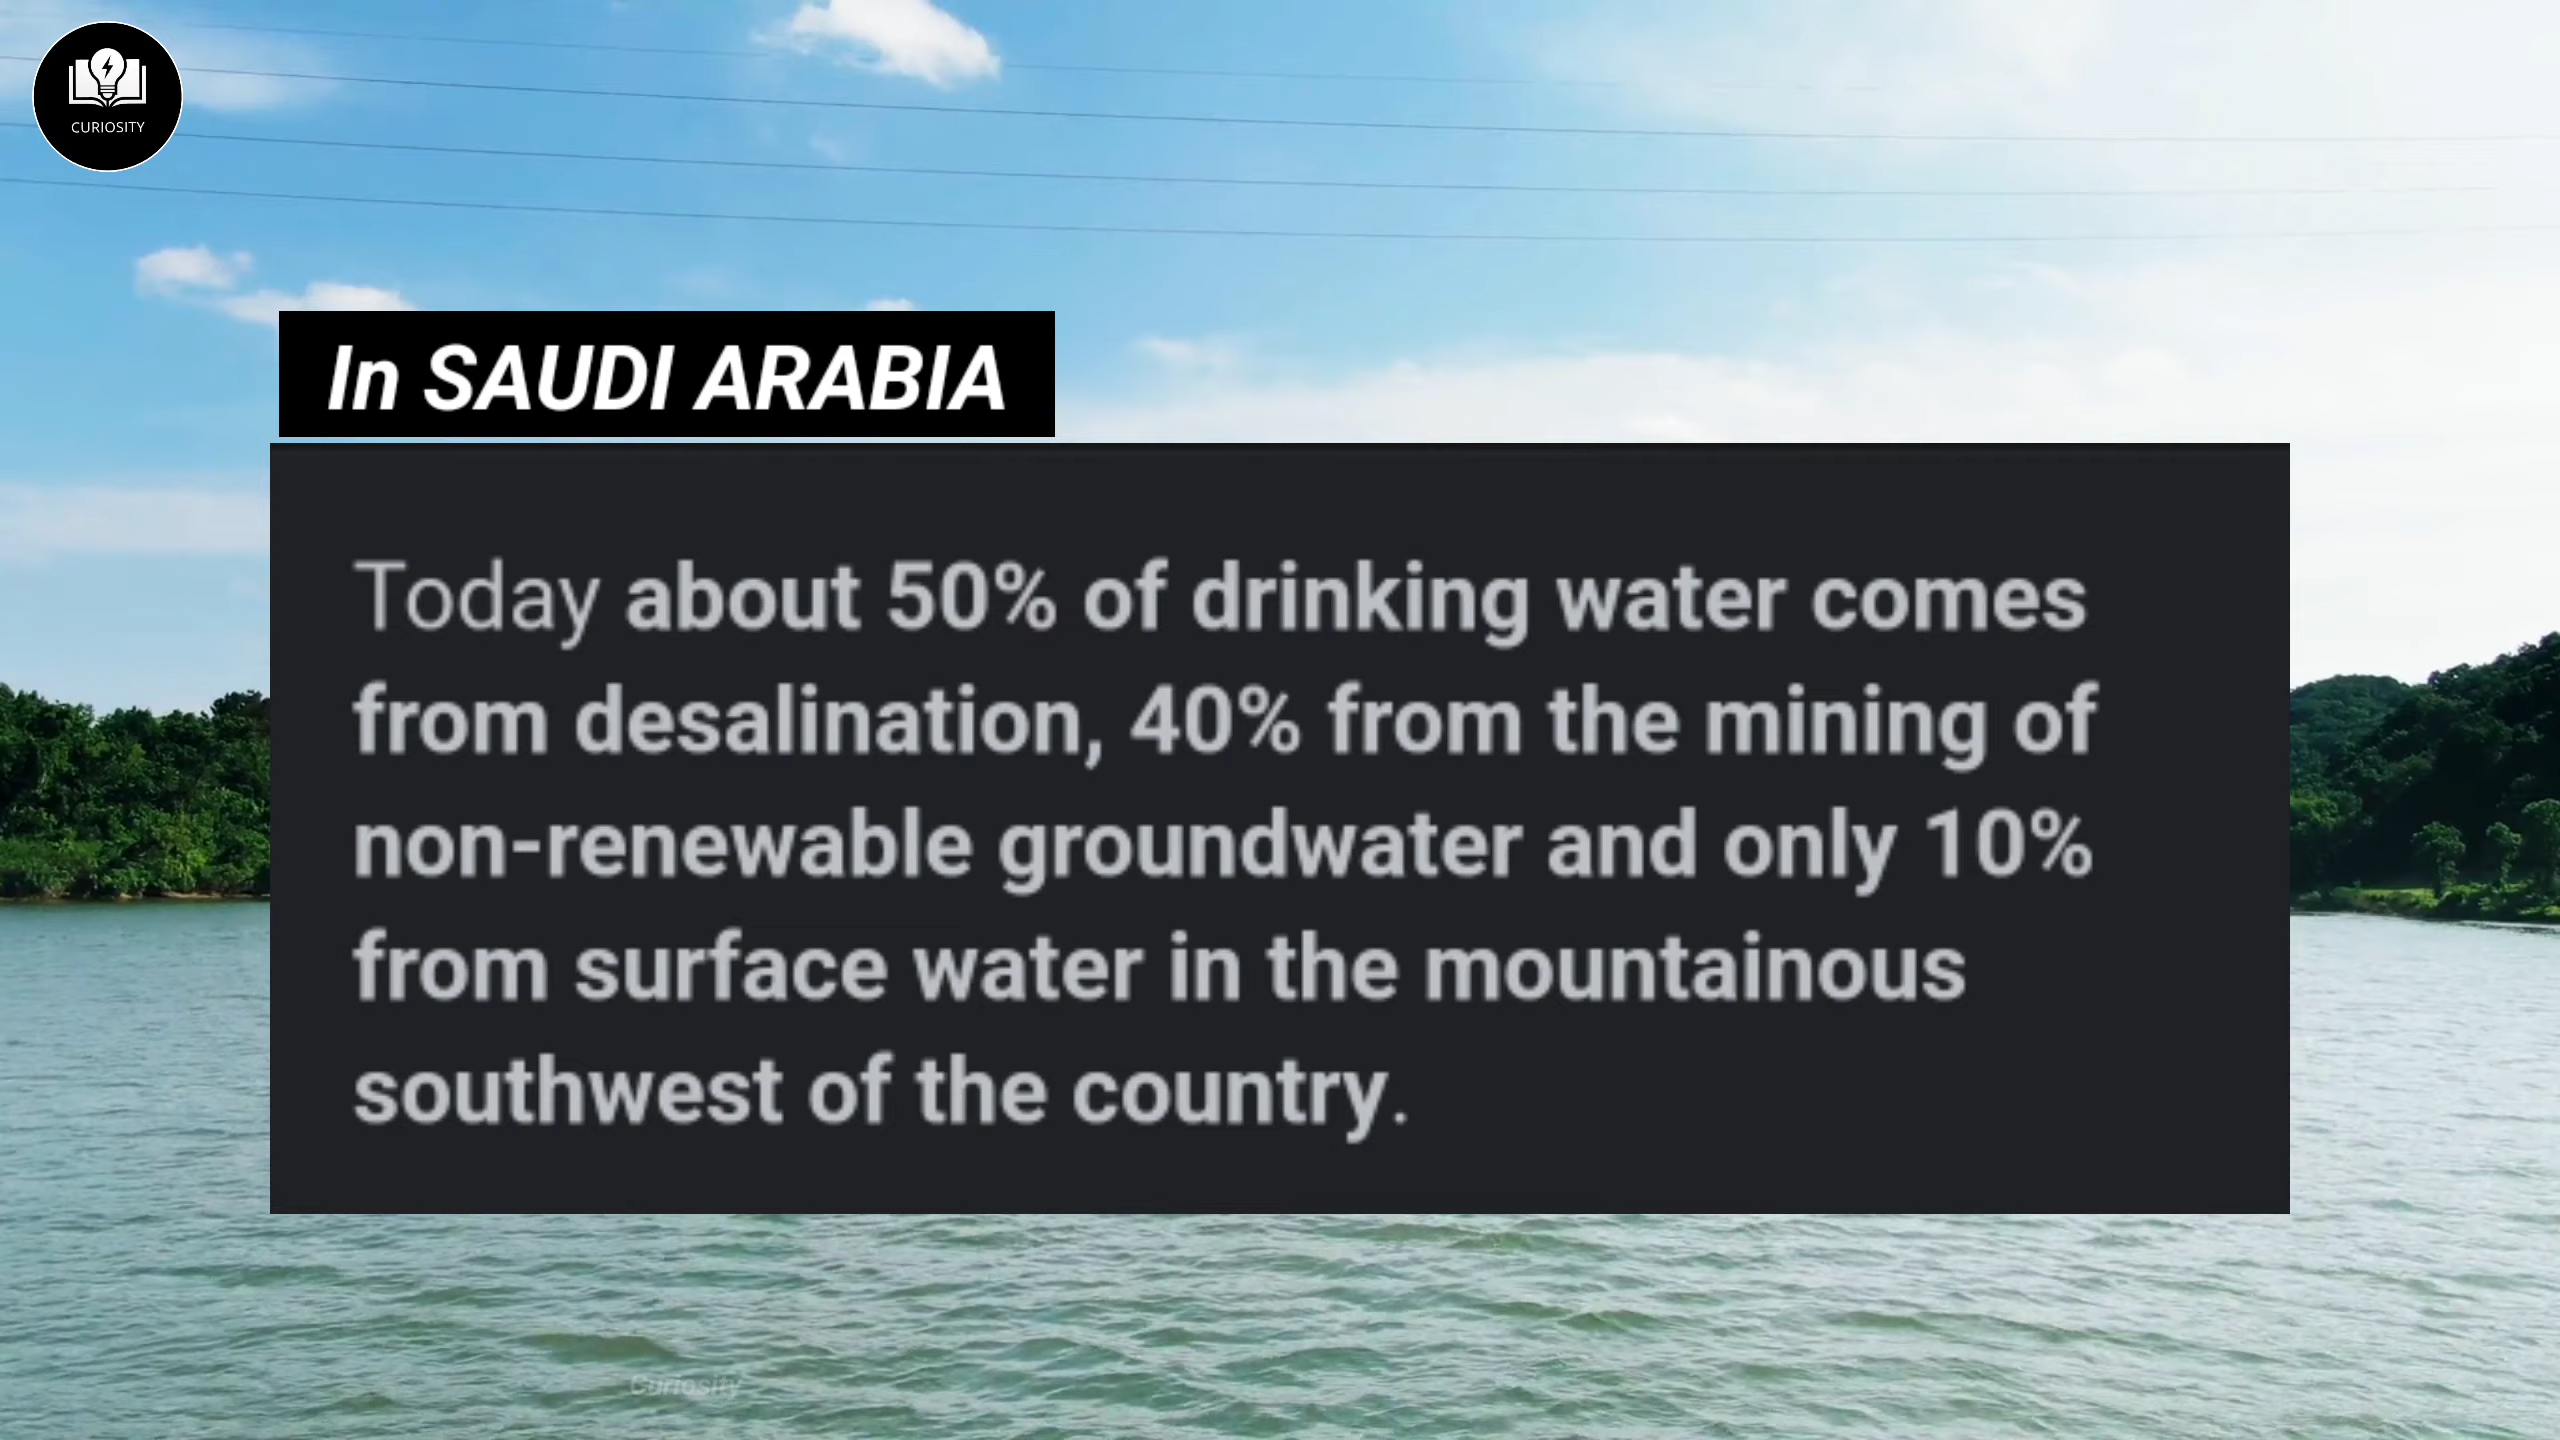 CURIOSITY
In SAUDI ARABIA
Today about 50% of drinking water comes
from desalination, 40% from the mining of
non-renewable groundwater and only 10%
from surface water in the mountainous
southwest of the country.
Curiosity